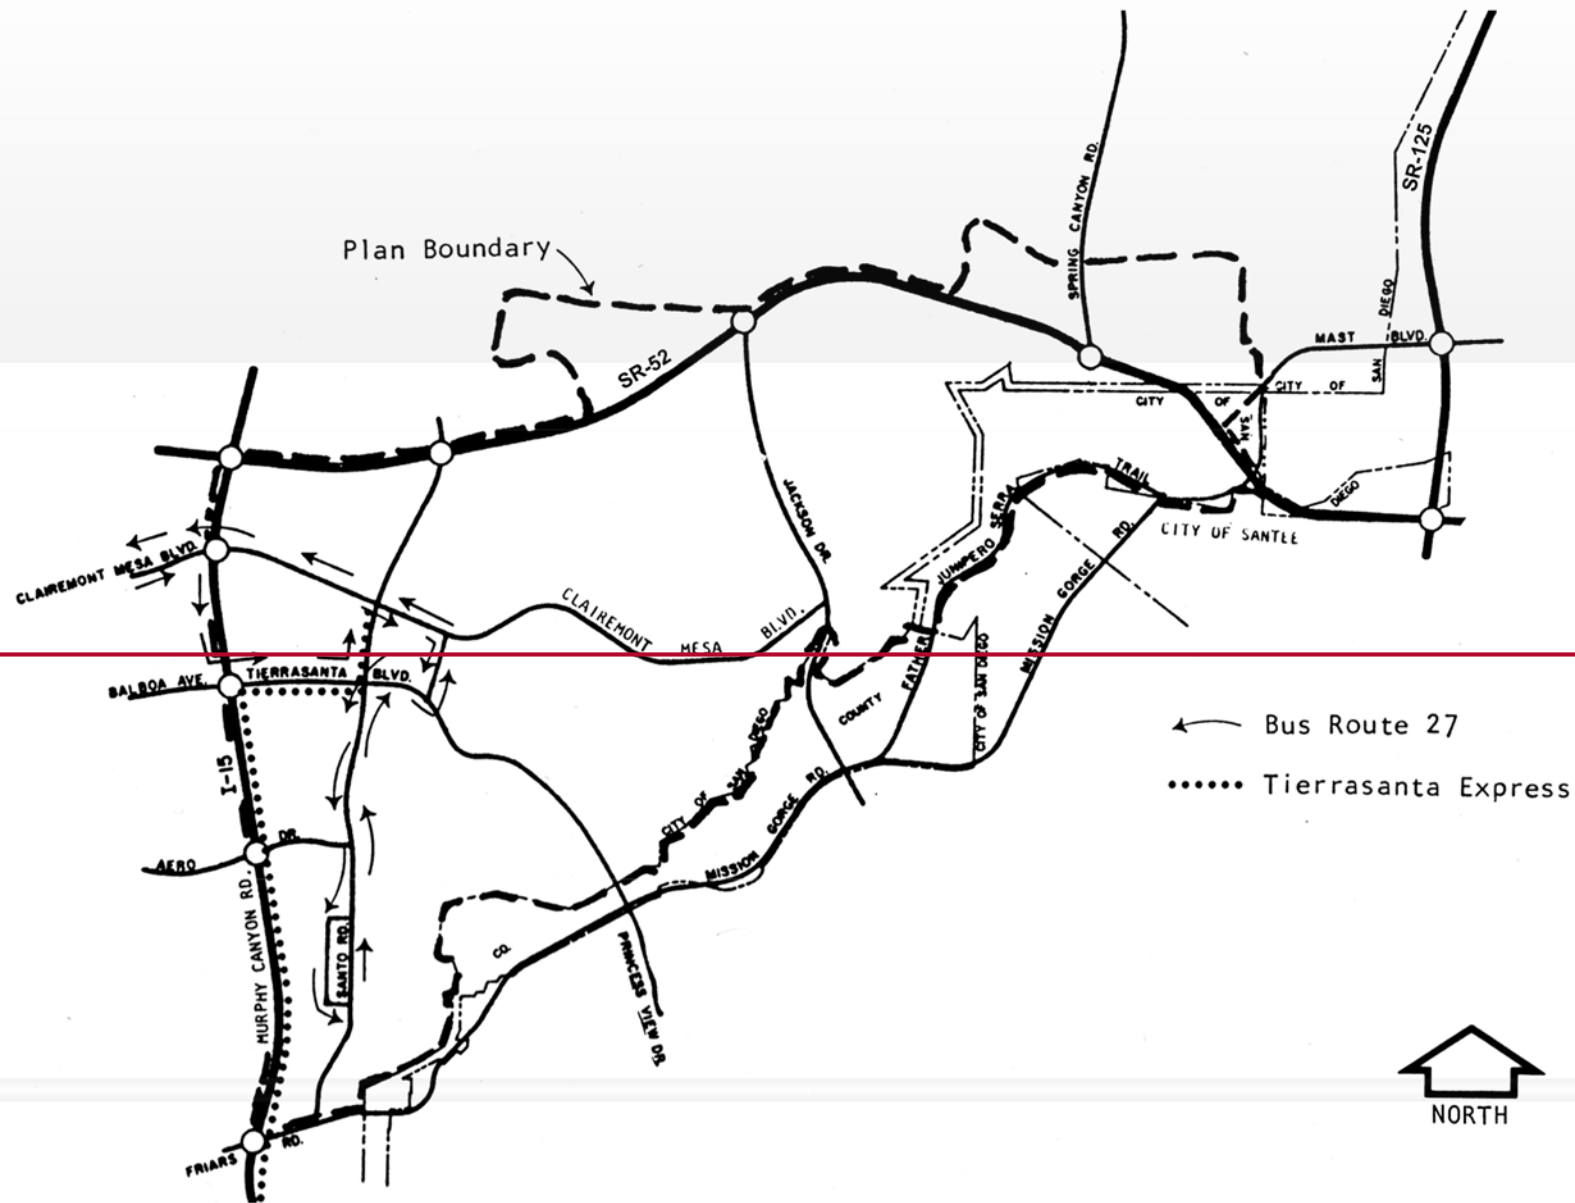 SR-125
SPRING CANYON RD.
Plan Boundary
SAN DIEGO
MAST BLVD.
SR-52
CITY OF
CITY OF
SAN
DIEGO
TRAIL
JACKSON DR.
SERRA
JUNIPERO
FATHER
CITY OF SANTEE
CLAIREMONT MESA BLVD.
MISSION GORGE RD.
CLAIREMONT MESA BLVD.
TIERRASANTA BLVD.
BALBOA AVE.
COUNTY
CITY OF SAN DIEGO
CITY OF SAN DIEGO
Bus Route 27
I-15
Tierrasanta Express
AERO DR.
MISSION GORGE RD.
MURPHY CANYON RD.
SANTO RD.
CO.
PRINCESS VIEW DR.
FRIARS RD.
NORTH